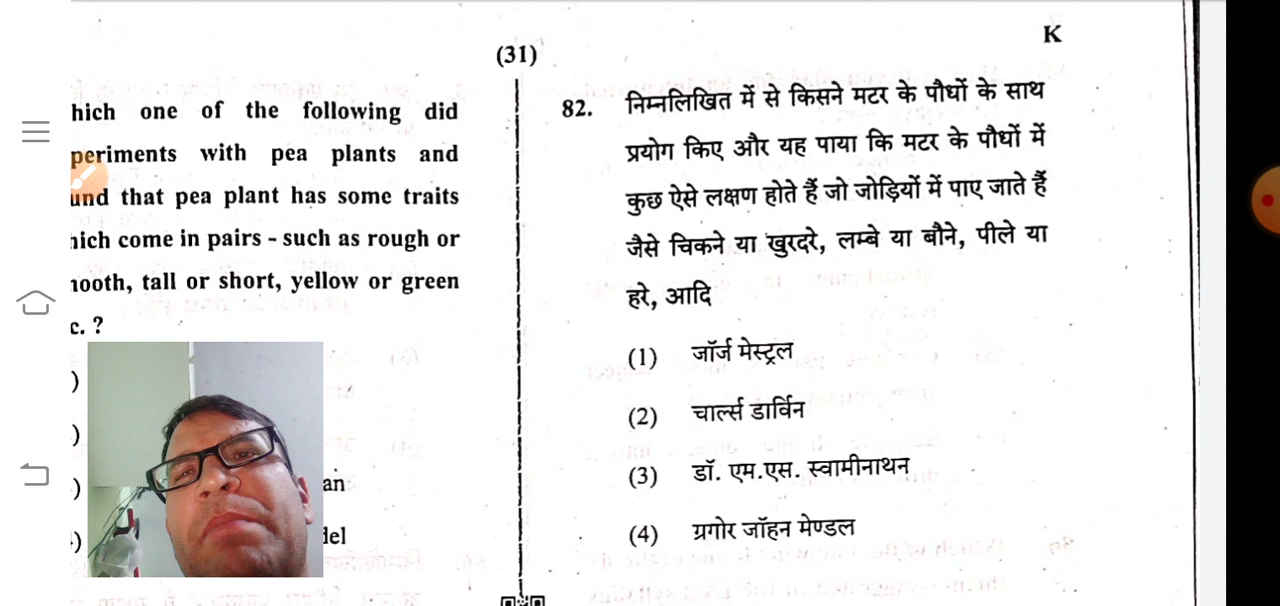 K
(31)
hich one of the following did
periments with pea plants and
und that pea plant has some traits
hich come in pairs - such as rough or
nooth, tall or short, yellow or green
c. ?
)
)
) an
) del
82. निम्नलिखित में से किसने मटर के पौधों के साथ
प्रयोग किए और यह पाया कि मटर के पौधों में
कुछ ऐसे लक्षण होते हैं जो जोड़ियों में पाए जाते हैं
जैसे चिकने या खुरदरे, लम्बे या बौने, पीले या
हरे, आदि
(1) जॉर्ज मेस्ट्रल
(2) चार्ल्स डार्विन
(3) डॉ. एम.एस. स्वामीनाथन
(4) ग्रगोर जॉहन मेण्डल